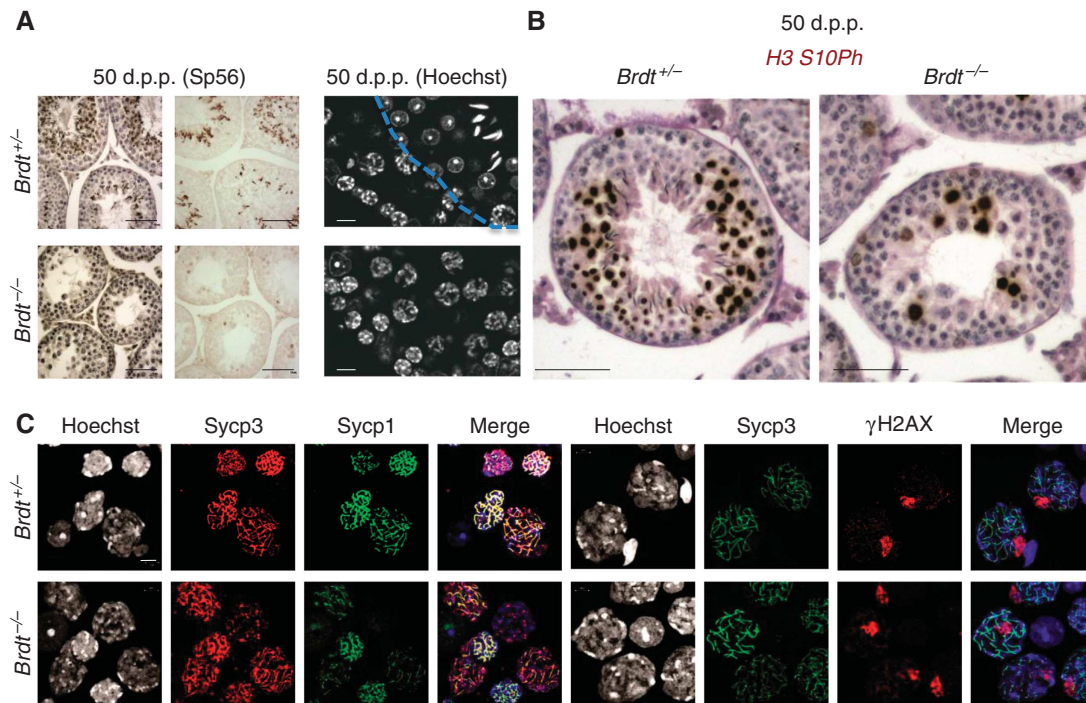 A
50 d.p.p. (Sp56)
50 d.p.p. (Hoechst)
Brdt+/–
Brdt–/–
B
50 d.p.p.
H3 S10Ph
Brdt+/–
Brdt–/–
C
Hoechst
Sycp3
Sycp1
Merge
Hoechst
Sycp3
γH2AX
Merge
Brdt+/–
Brdt–/–